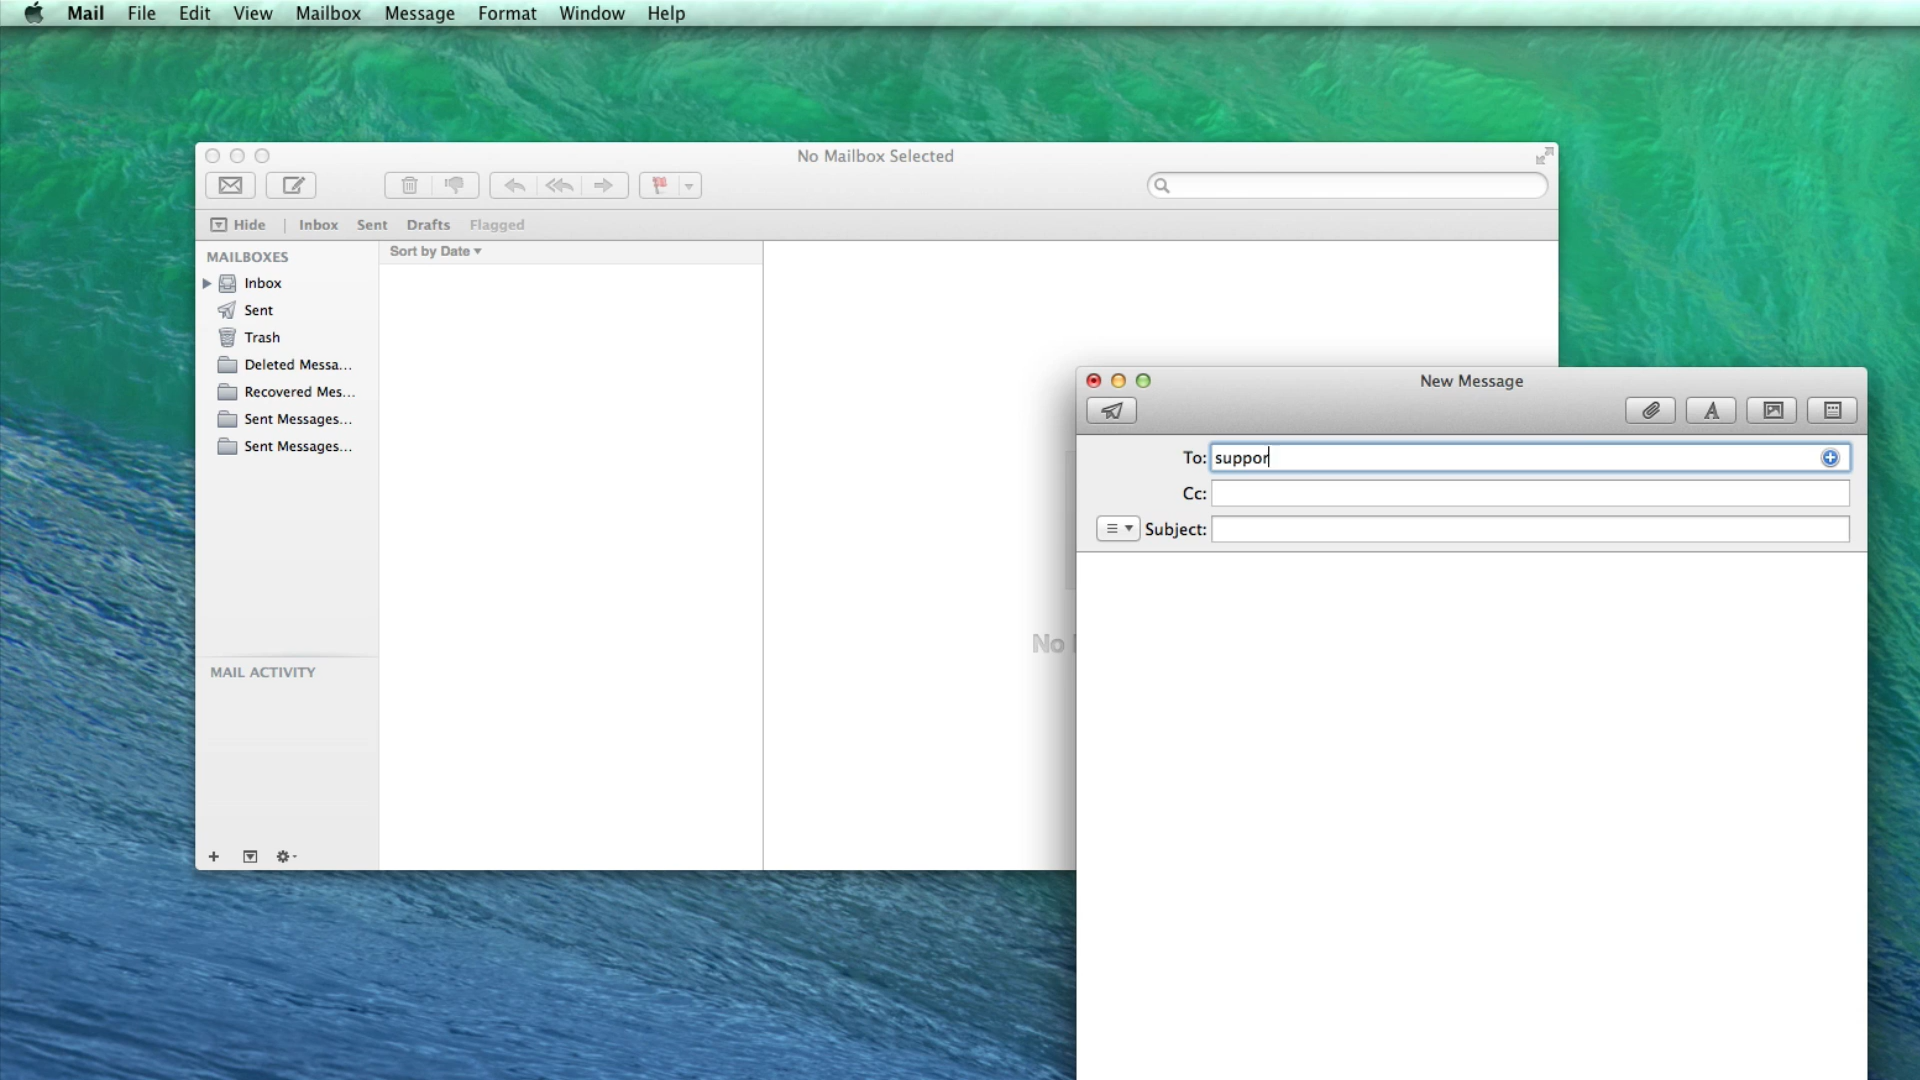 Mail File Edit View Mailbox Message Format Window Help
No Mailbox Selected
Hide | Inbox Sent Drafts Flagged
MAILBOXES
Inbox
Sent
Trash
Deleted Messa...
Recovered Mes...
Sent Messages...
Sent Messages...
MAIL ACTIVITY
Sort by Date
No
New Message
To: suppor
Cc:
Subject: